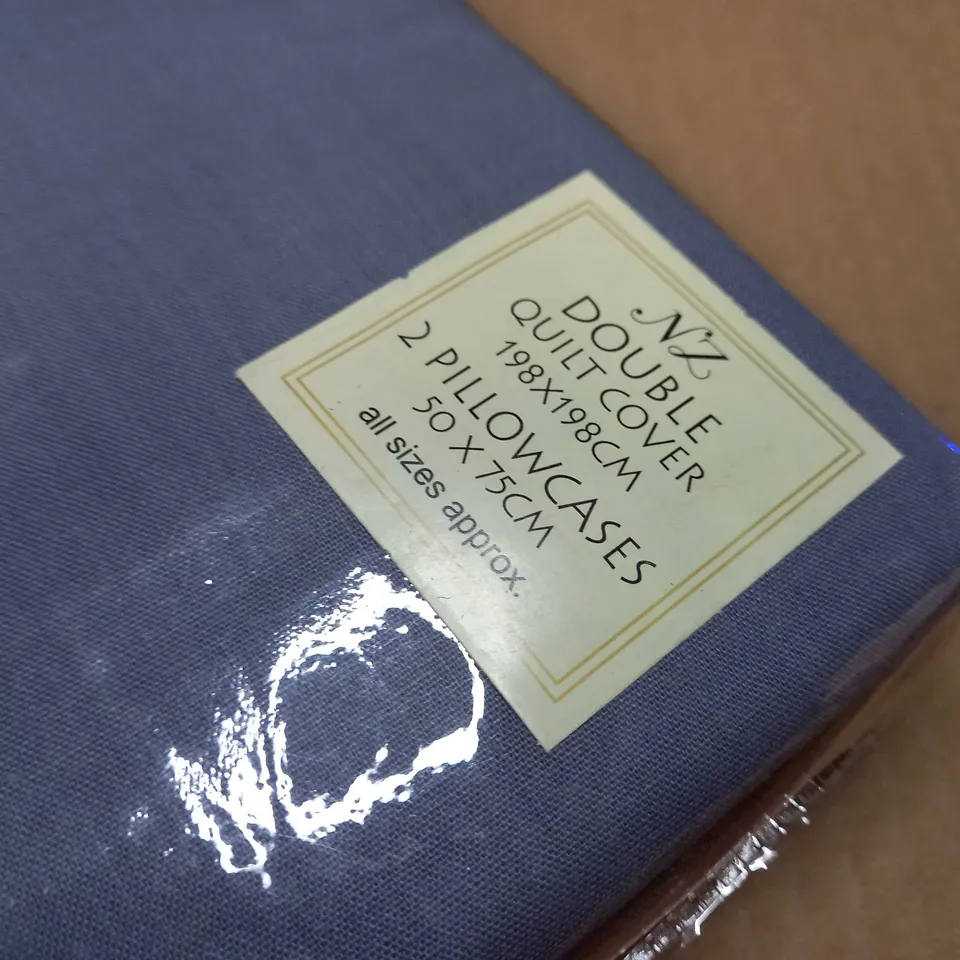 NZ
DOUBLE
QUILT COVER
198X198CM
2 PILLOWCASES
50 X 75CM
all sizes approx.